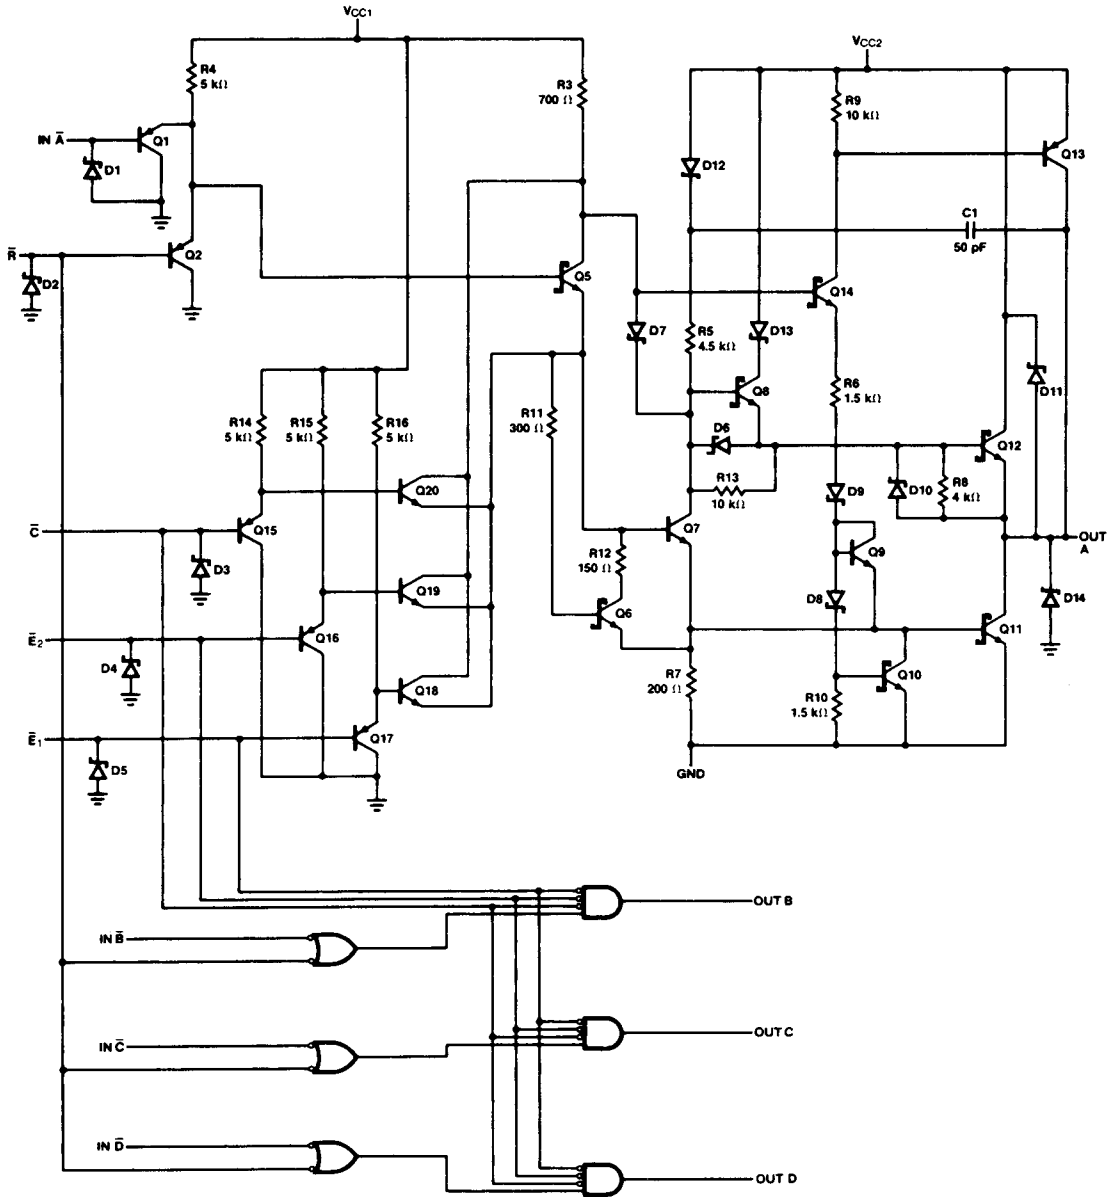 VCC1
R4
5 kΩ
R3
700 Ω
VCC2
R9
10 kΩ
IN A̅
Q1
D1
Q13
D12
C1
50 pF
R̅
Q2
D2
Q5
Q14
D7
R5
4.5 kΩ
D13
Q8
R6
1.5 kΩ
D11
R14
5 kΩ
R15
5 kΩ
R16
5 kΩ
R11
300 Ω
D6
Q12
R13
10 kΩ
D9
D10
R8
4 kΩ
Q20
C̅
Q15
D3
Q7
OUT
A
R12
150 Ω
Q9
Q19
Q6
D8
D14
E̅2
Q16
D4
Q11
Q18
R7
200 Ω
Q10
R10
1.5 kΩ
E̅1
Q17
D5
GND
OUT B
IN B̅
OUT C
IN C̅
IN D̅
OUT D